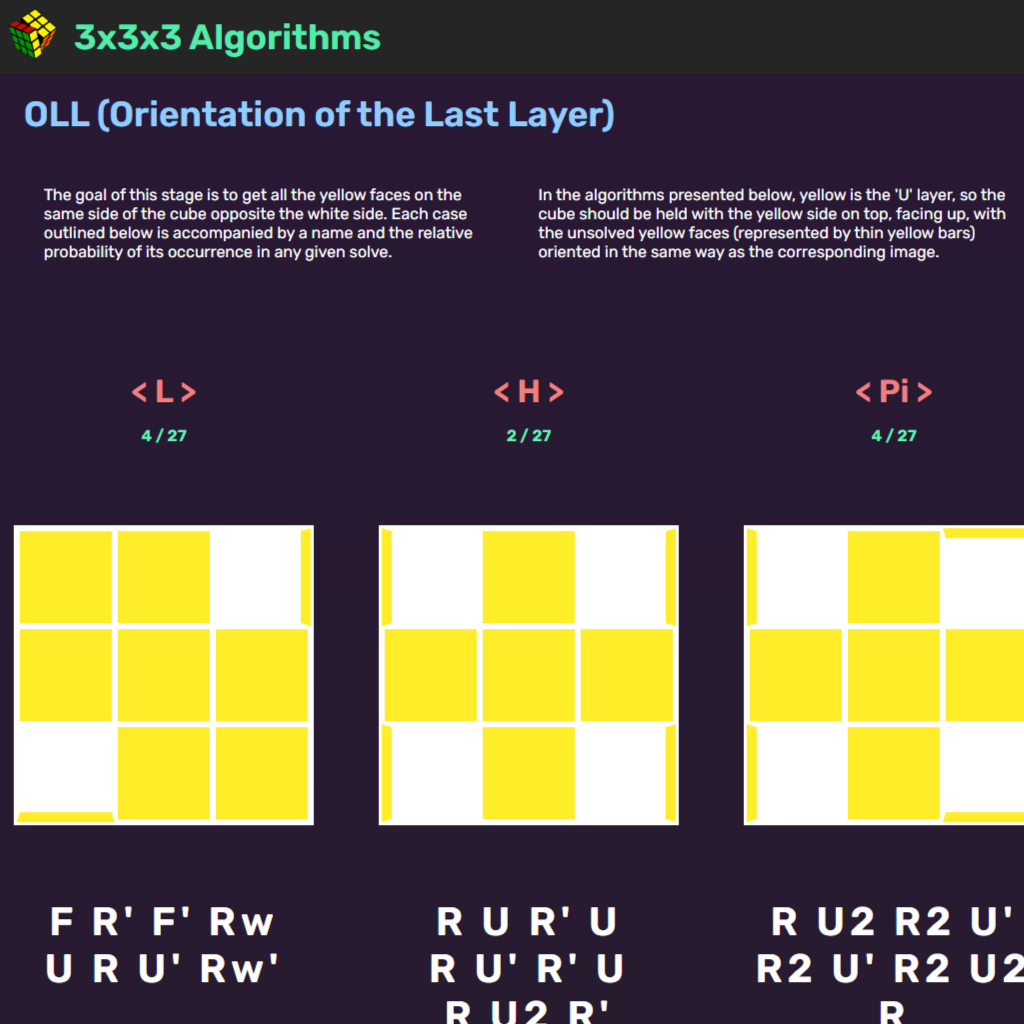 3x3x3 Algorithms
OLL (Orientation of the Last Layer)
The goal of this stage is to get all the yellow faces on the
same side of the cube opposite the white side. Each case
outlined below is accompanied by a name and the relative
probability of its occurrence in any given solve.
In the algorithms presented below, yellow is the 'U' layer, so the
cube should be held with the yellow side on top, facing up, with
the unsolved yellow faces (represented by thin yellow bars)
oriented in the same way as the corresponding image.
< L >
4 / 27
< H >
2 / 27
< Pi >
4 / 27
F R' F' Rw
U R U' Rw'
R U R' U
R U' R' U
R U2 R'
R U2 R2 U'
R2 U' R2 U2
R